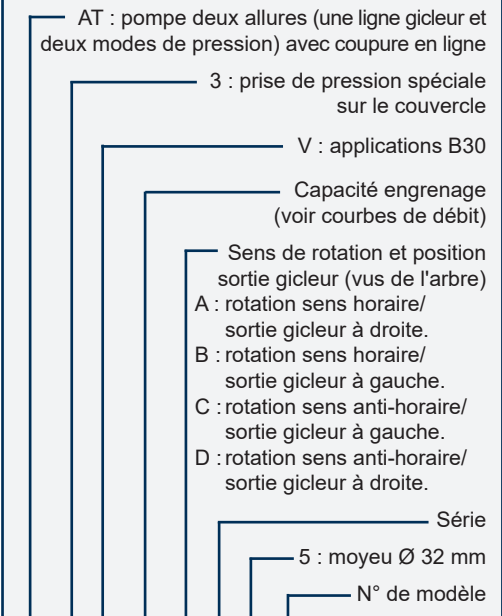 AT : pompe deux allures (une ligne gicleur et
deux modes de pression) avec coupure en ligne
3 : prise de pression spéciale
sur le couvercle
V : applications B30
Capacité engrenage
(voir courbes de débit)
Sens de rotation et position
sortie gicleur (vus de l'arbre)
A : rotation sens horaire/
sortie gicleur à droite.
B : rotation sens horaire/
sortie gicleur à gauche.
C : rotation sens anti-horaire/
sortie gicleur à gauche.
D : rotation sens anti-horaire/
sortie gicleur à droite.
Série
5 : moyeu Ø 32 mm
N° de modèle